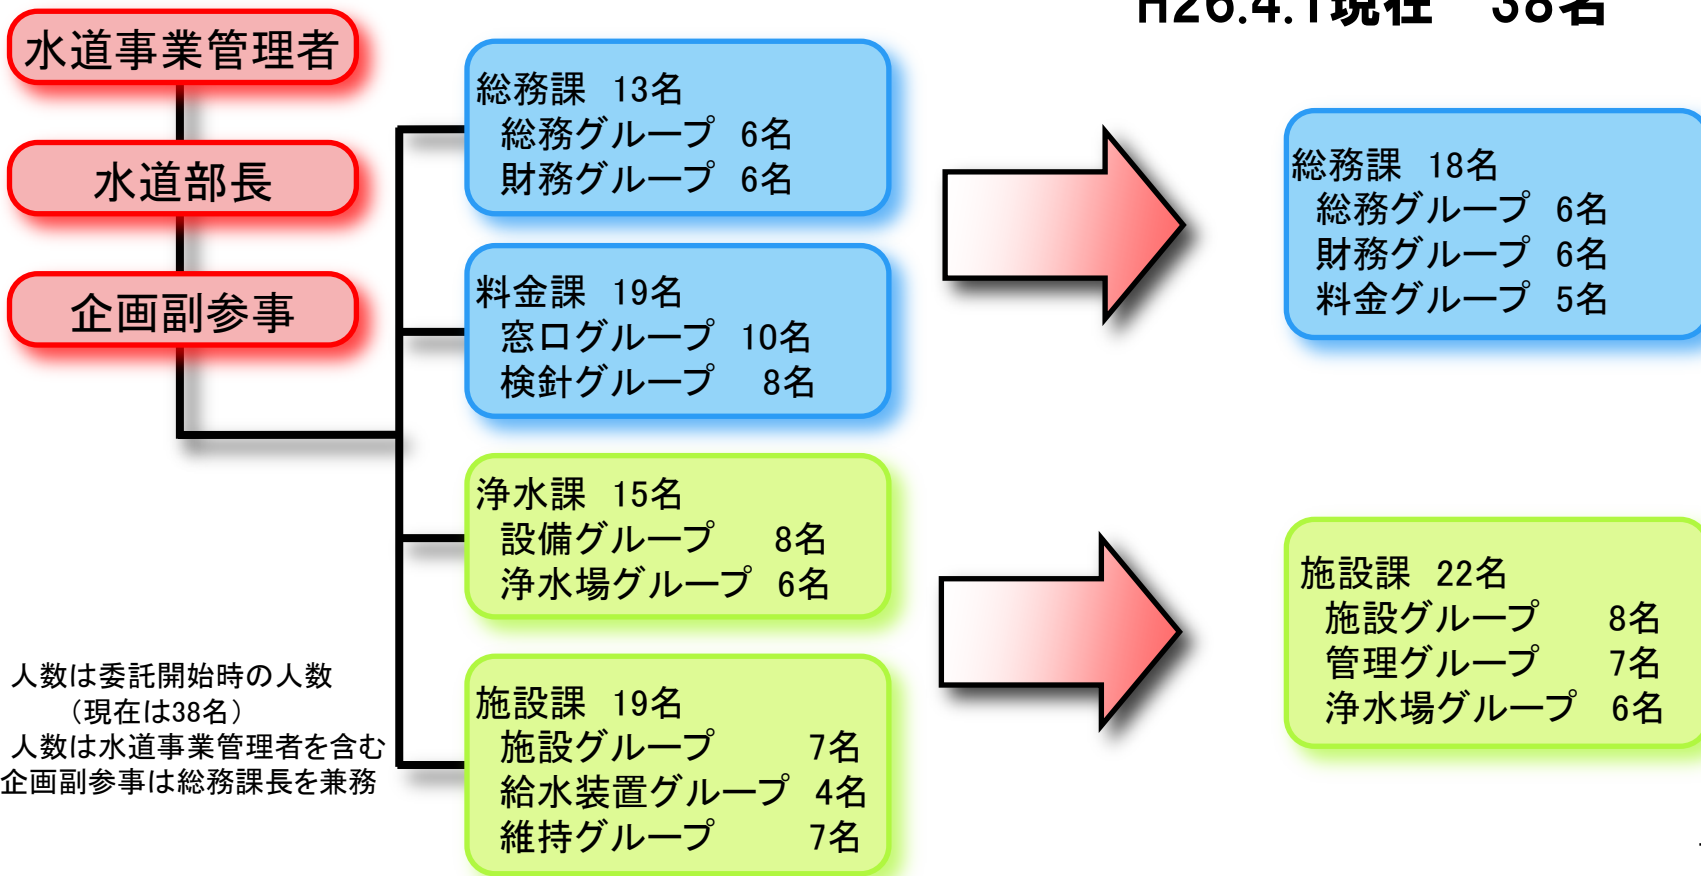 H26.4.1現在　38名
水道事業管理者
水道部長
企画副参事
総務課　13名
総務グループ　6名
財務グループ　6名
料金課　19名
窓口グループ　10名
検針グループ　8名
浄水課　15名
設備グループ　8名
浄水場グループ　6名
施設課　19名
施設グループ　7名
給水装置グループ　4名
維持グループ　7名
総務課　18名
総務グループ　6名
財務グループ　6名
料金グループ　5名
施設課　22名
施設グループ　8名
管理グループ　7名
浄水場グループ　6名
人数は委託開始時の人数
（現在は38名）
人数は水道事業管理者を含む
企画副参事は総務課長を兼務